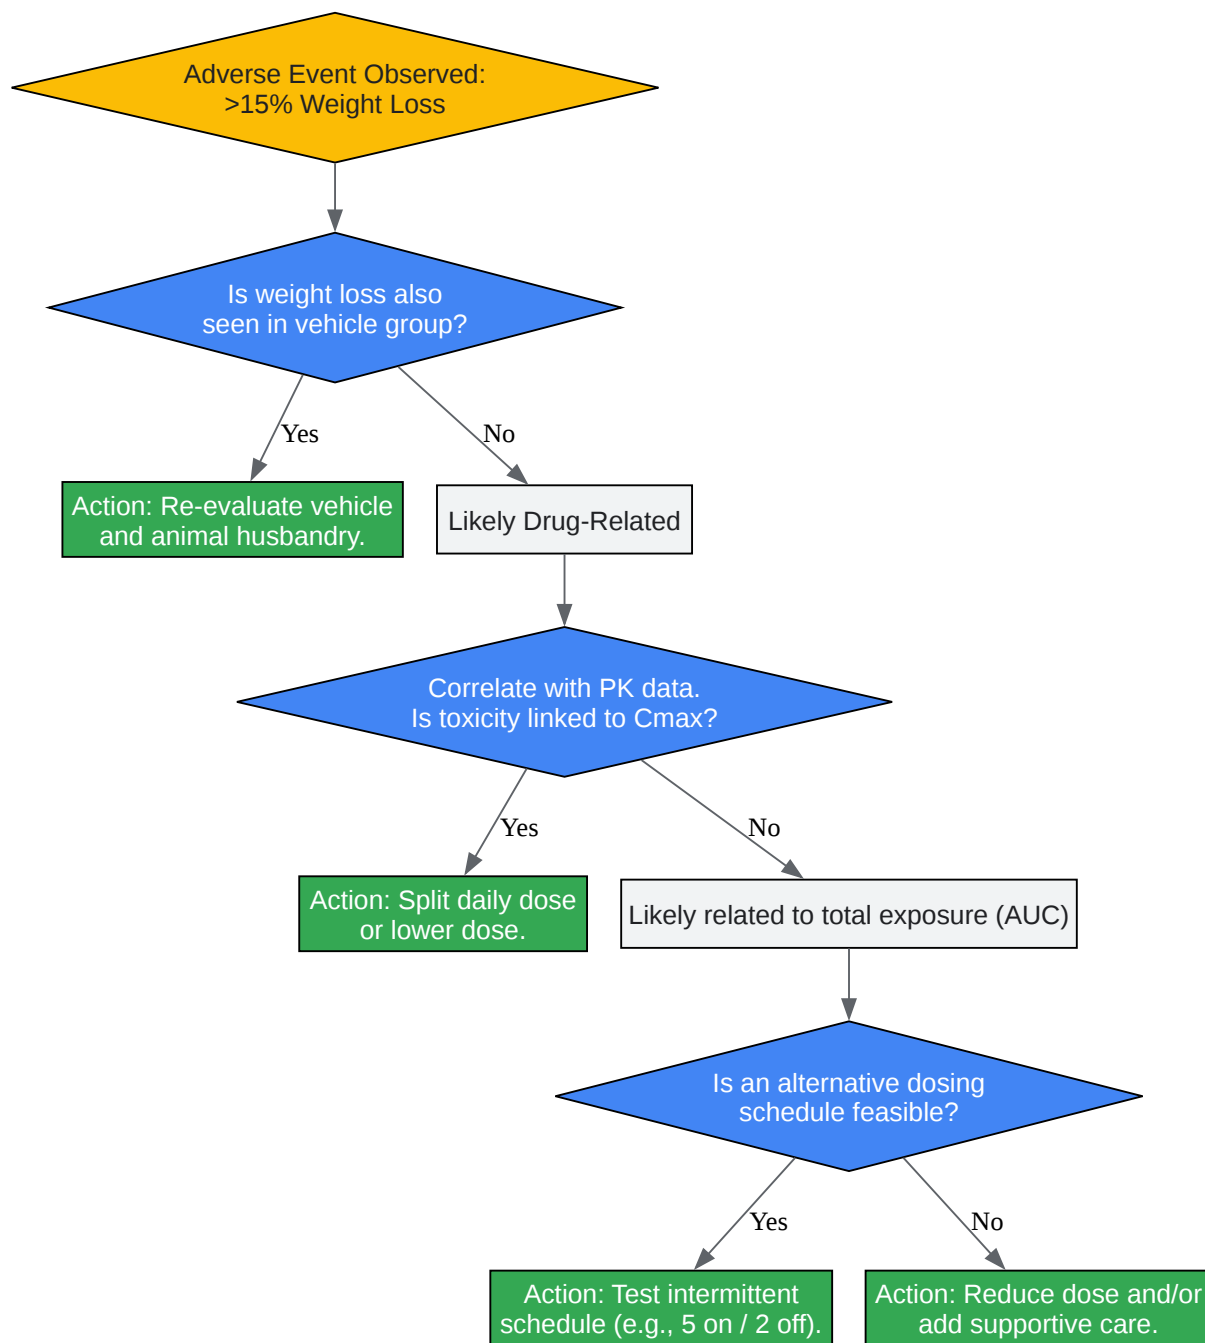 Adverse Event Observed:
>15% Weight Loss
Is weight loss also
seen in vehicle group?
Yes
No
Action: Re-evaluate vehicle
and animal husbandry.
Likely Drug-Related
Correlate with PK data.
Is toxicity linked to Cmax?
Yes
No
Action: Split daily dose
or lower dose.
Likely related to total exposure (AUC)
Is an alternative dosing
schedule feasible?
Yes
No
Action: Test intermittent
schedule (e.g., 5 on / 2 off).
Action: Reduce dose and/or
add supportive care.